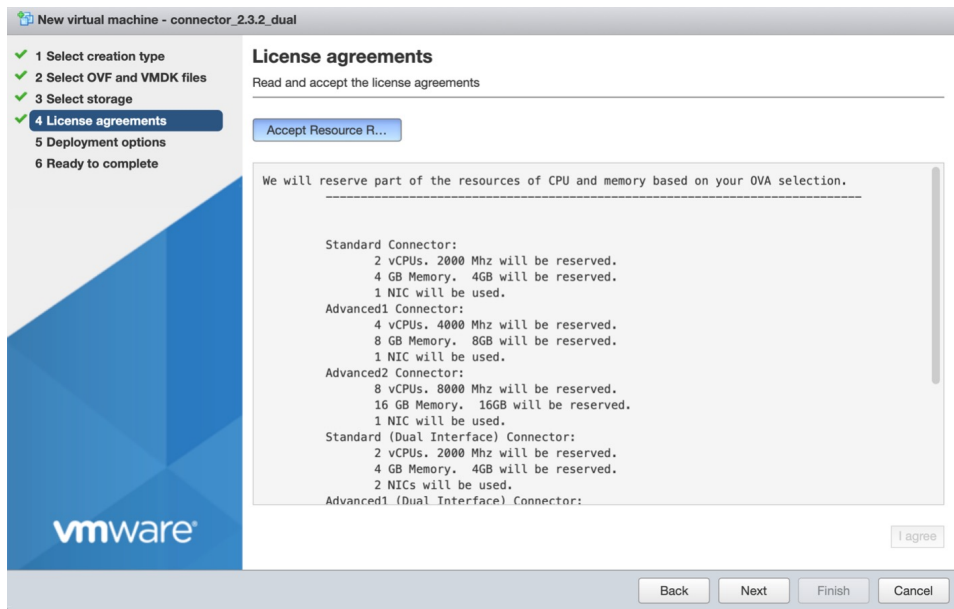 New virtual machine - connector_2.3.2_dual
1 Select creation type
2 Select OVF and VMDK files
3 Select storage
4 License agreements
5 Deployment options
6 Ready to complete
vmware®
License agreements
Read and accept the license agreements
Accept Resource R...
We will reserve part of the resources of CPU and memory based on your OVA selection.
-----------------------------------------------------------------------------
Standard Connector:
2 vCPUs. 2000 Mhz will be reserved.
4 GB Memory.  4GB will be reserved.
1 NIC will be used.
Advanced1 Connector:
4 vCPUs. 4000 Mhz will be reserved.
8 GB Memory.  8GB will be reserved.
1 NIC will be used.
Advanced2 Connector:
8 vCPUs. 8000 Mhz will be reserved.
16 GB Memory.  16GB will be reserved.
1 NIC will be used.
Standard (Dual Interface) Connector:
2 vCPUs. 2000 Mhz will be reserved.
4 GB Memory.  4GB will be reserved.
2 NICs will be used.
Advanced1 (Dual Interface) Connector:
I agree
Back
Next
Finish
Cancel